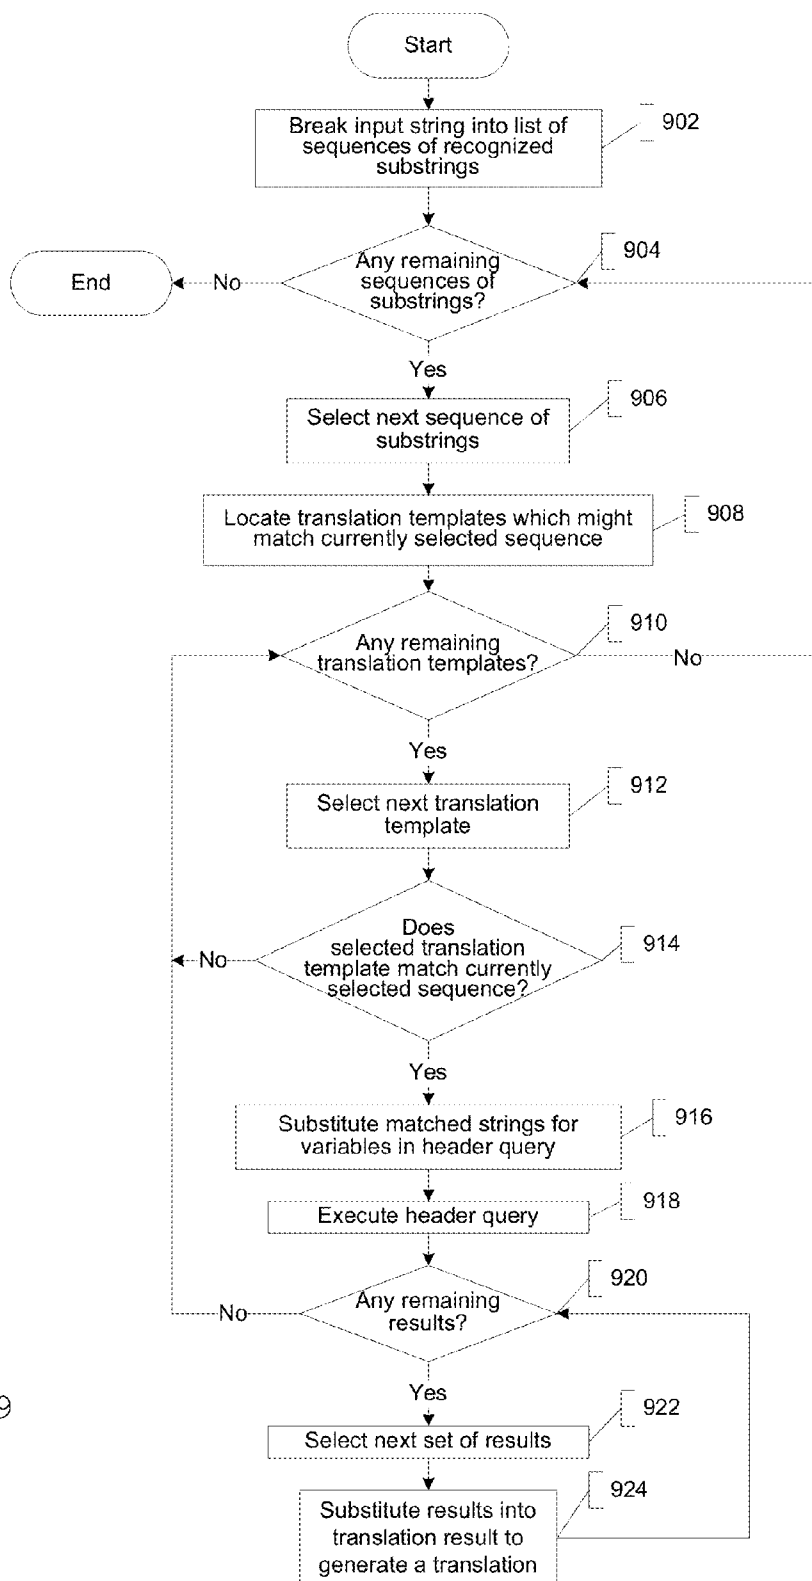 Start
Break input string into list of
sequences of recognized
substrings
902
Any remaining
sequences of
substrings?
904
End
No
Yes
Select next sequence of
substrings
906
Locate translation templates which might
match currently selected sequence
908
Any remaining
translation templates?
910
No
Yes
Select next translation
template
912
Does
selected translation
template match currently
selected sequence?
914
No
Yes
Substitute matched strings for
variables in header query
916
Execute header query
918
Any remaining
results?
920
No
Yes
9
Select next set of results
922
Substitute results into
translation result to
generate a translation
924